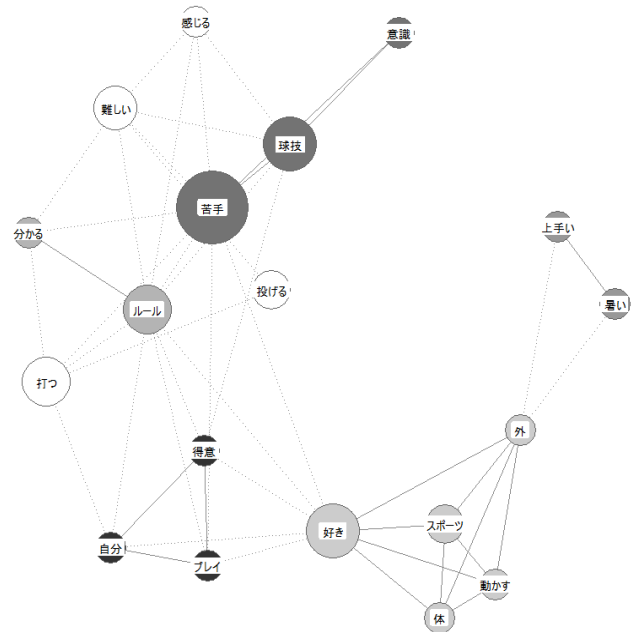 感じる
意識
難しい
球技
苦手
分かる
上手い
投げる
暑い
ルール
打つ
外
得意
スポーツ
好き
自分
プレイ
動かす
体